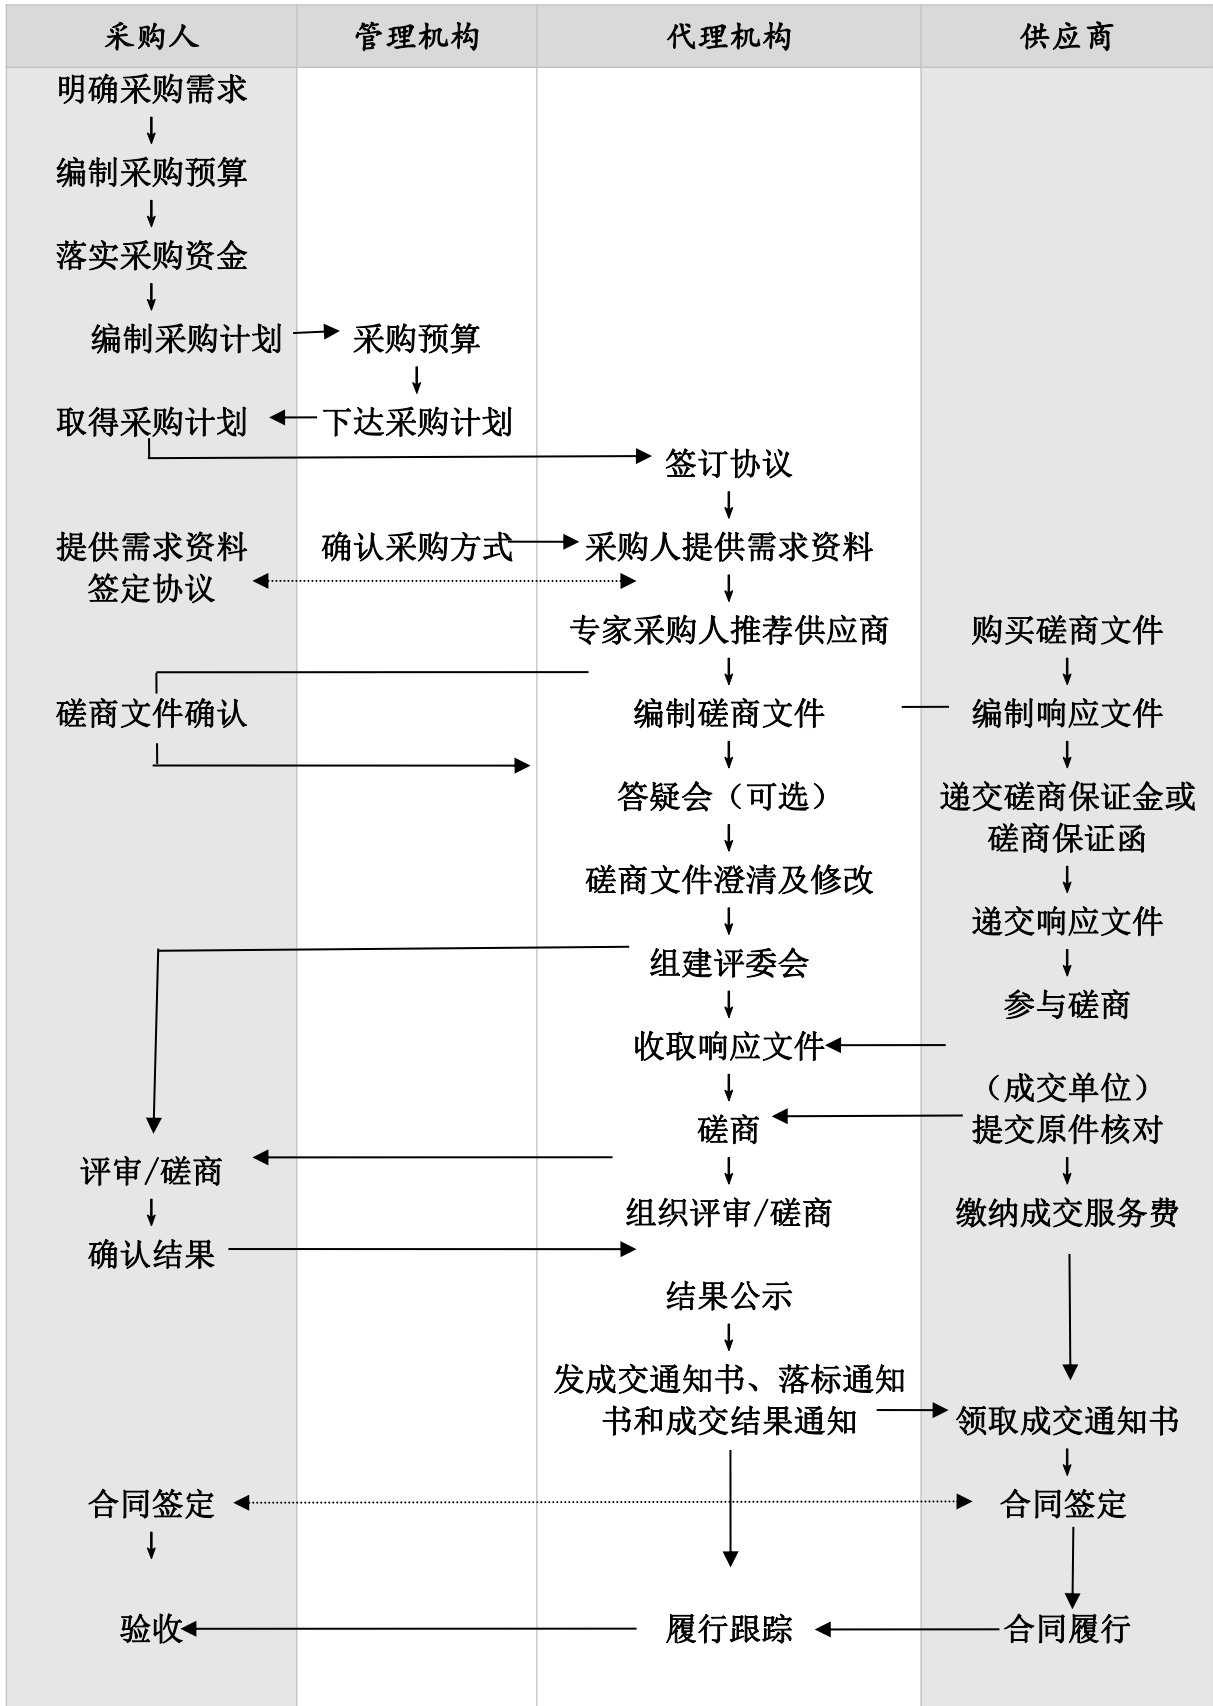 采购人 管理机构 代理机构 供应商
明确采购需求
编制采购预算
落实采购资金
编制采购计划 采购预算
取得采购计划 下达采购计划
签订协议
提供需求资料 确认采购方式 采购人提供需求资料
签定协议
专家采购人推荐供应商 购买磋商文件
磋商文件确认 编制磋商文件 编制响应文件
答疑会（可选） 递交磋商保证金或
磋商保证函
磋商文件澄清及修改
递交响应文件
组建评委会
参与磋商
收取响应文件
（成交单位）
磋商 提交原件核对
评审/磋商
组织评审/磋商 缴纳成交服务费
确认结果
结果公示
发成交通知书、落标通知
书和成交结果通知 领取成交通知书
合同签定 合同签定
验收 履行跟踪 合同履行